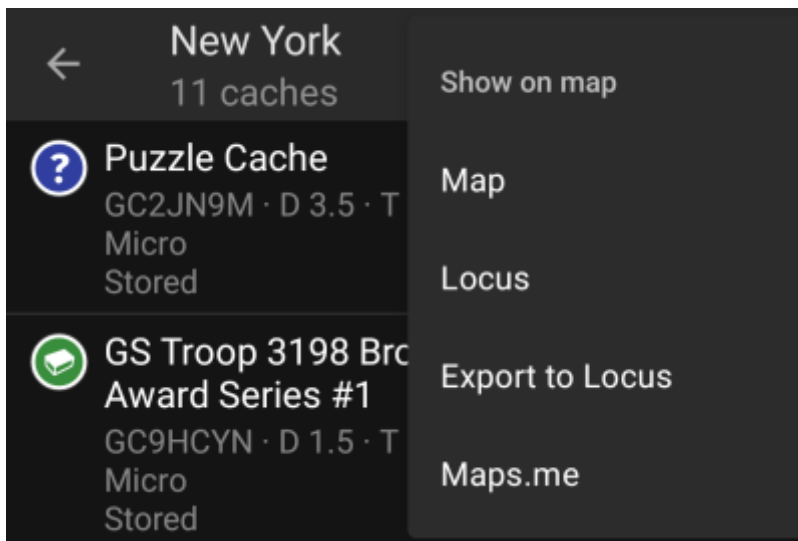 New York
11 caches
Puzzle Cache
GC2JN9M · D 3.5 · T
Micro
Stored
GS Troop 3198 Bro
Award Series #1
GC9HCYN · D 1.5 · T
Micro
Stored
Show on map
Map
Locus
Export to Locus
Maps.me